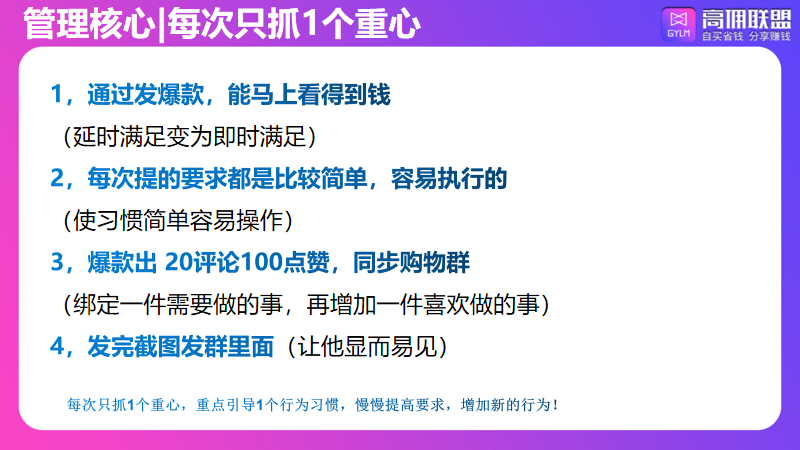 管理核心|每次只抓1个重心
高佣联盟
GYLM
自买省钱 分享赚钱
1，通过发爆款，能马上看得到钱
（延时满足变为即时满足）
2，每次提的要求都是比较简单，容易执行的
（使习惯简单容易操作）
3，爆款出 20评论100点赞，同步购物群
（绑定一件需要做的事，再增加一件喜欢做的事）
4，发完截图发群里面（让他显而易见）
每次只抓1个重心，重点引导1个行为习惯，慢慢提高要求，增加新的行为！